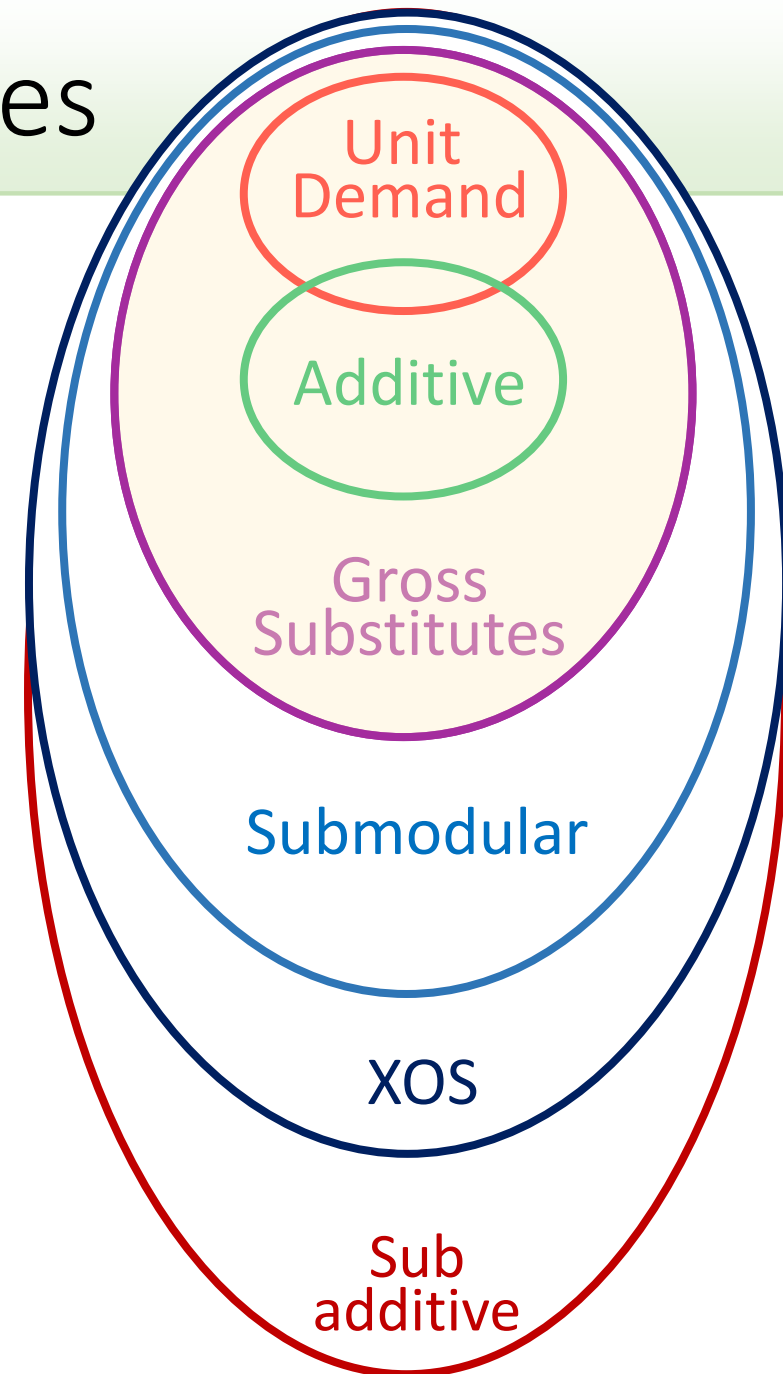 es
Unit
Demand
Additive
Gross
Substitutes
Submodular
XOS
Sub
additive